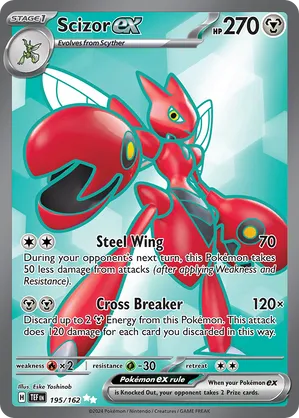 STAGE 1 Scizor ex HP 270
Evolves from Scyther
Steel Wing 70
During your opponent's next turn, this Pokémon takes
50 less damage from attacks (after applying Weakness and
Resistance).
Cross Breaker 120×
Discard up to 2 Energy from this Pokémon. This attack
does 120 damage for each card you discarded in this way.
weakness ×2 resistance -30 retreat
Illus. Eske Yoshinob
Pokémon ex rule
When your Pokémon ex
is Knocked Out, your opponent takes 2 Prize cards.
H TEF EN 195/162
©2024 Pokémon / Nintendo / Creatures / GAME FREAK